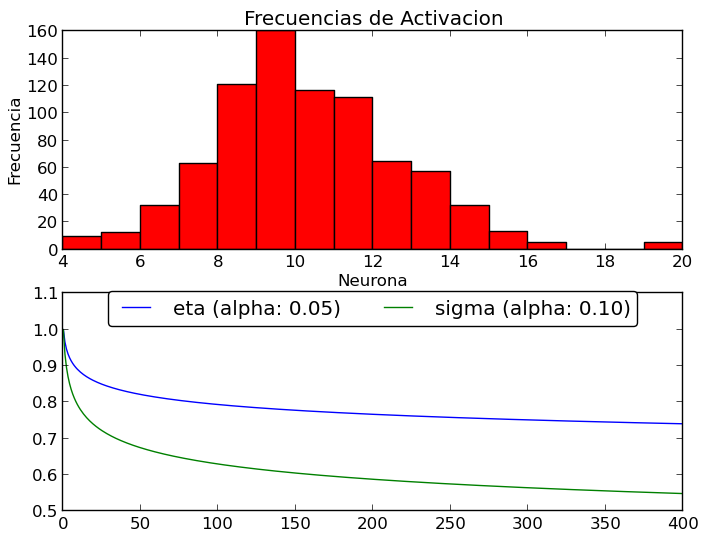 Frecuencias de Activacion
160
140
120
100
80
60
40
20
0
Frecuencia
4 6 8 10 12 14 16 18 20
Neurona
eta (alpha: 0.05) sigma (alpha: 0.10)
1.1
1.0
0.9
0.8
0.7
0.6
0.5
0 50 100 150 200 250 300 350 400